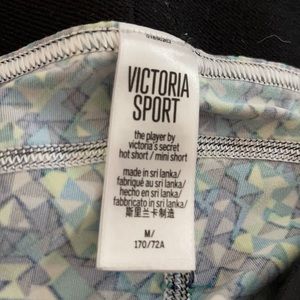 VICTORIA
SPORT
the player by
victoria's secret
hot short / mini short
made in sri lanka/
fabriqué au sri lanka/
hecho en sri lanka/
fabbricato in sri lanka/
斯里兰卡制造
M/
170/72A